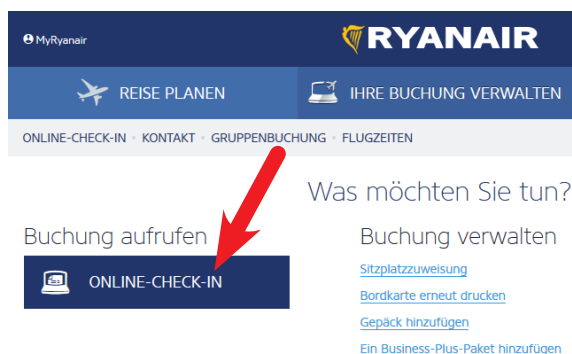 MyRyanair
RYANAIR
REISE PLANEN
IHRE BUCHUNG VERWALTEN
ONLINE-CHECK-IN • KONTAKT • GRUPPENBUCHUNG • FLUGZEITEN
Was möchten Sie tun?
Buchung aufrufen
ONLINE-CHECK-IN
Buchung verwalten
Sitzplatzzuweisung
Bordkarte erneut drucken
Gepäck hinzufügen
Ein Business-Plus-Paket hinzufügen